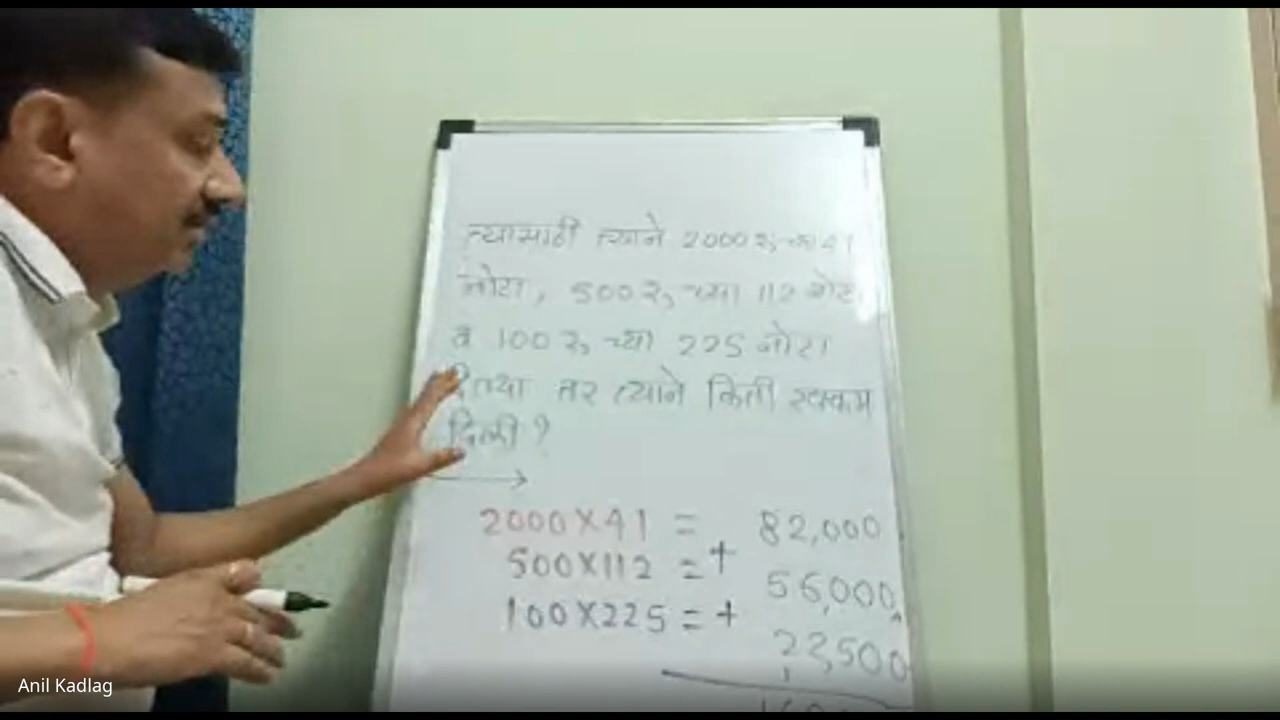 त्यासाठी त्याने 2000 रु च्या 41
नोटा, 500 रु च्या 112 नोटा
व 100 रु च्या 225 नोटा
दिल्या तर त्याने किती रक्कम
दिली ?
2000 X 41 = 82,000
500 X 112 = + 56,000
100 X 225 = + 22,500
Anil Kadlag